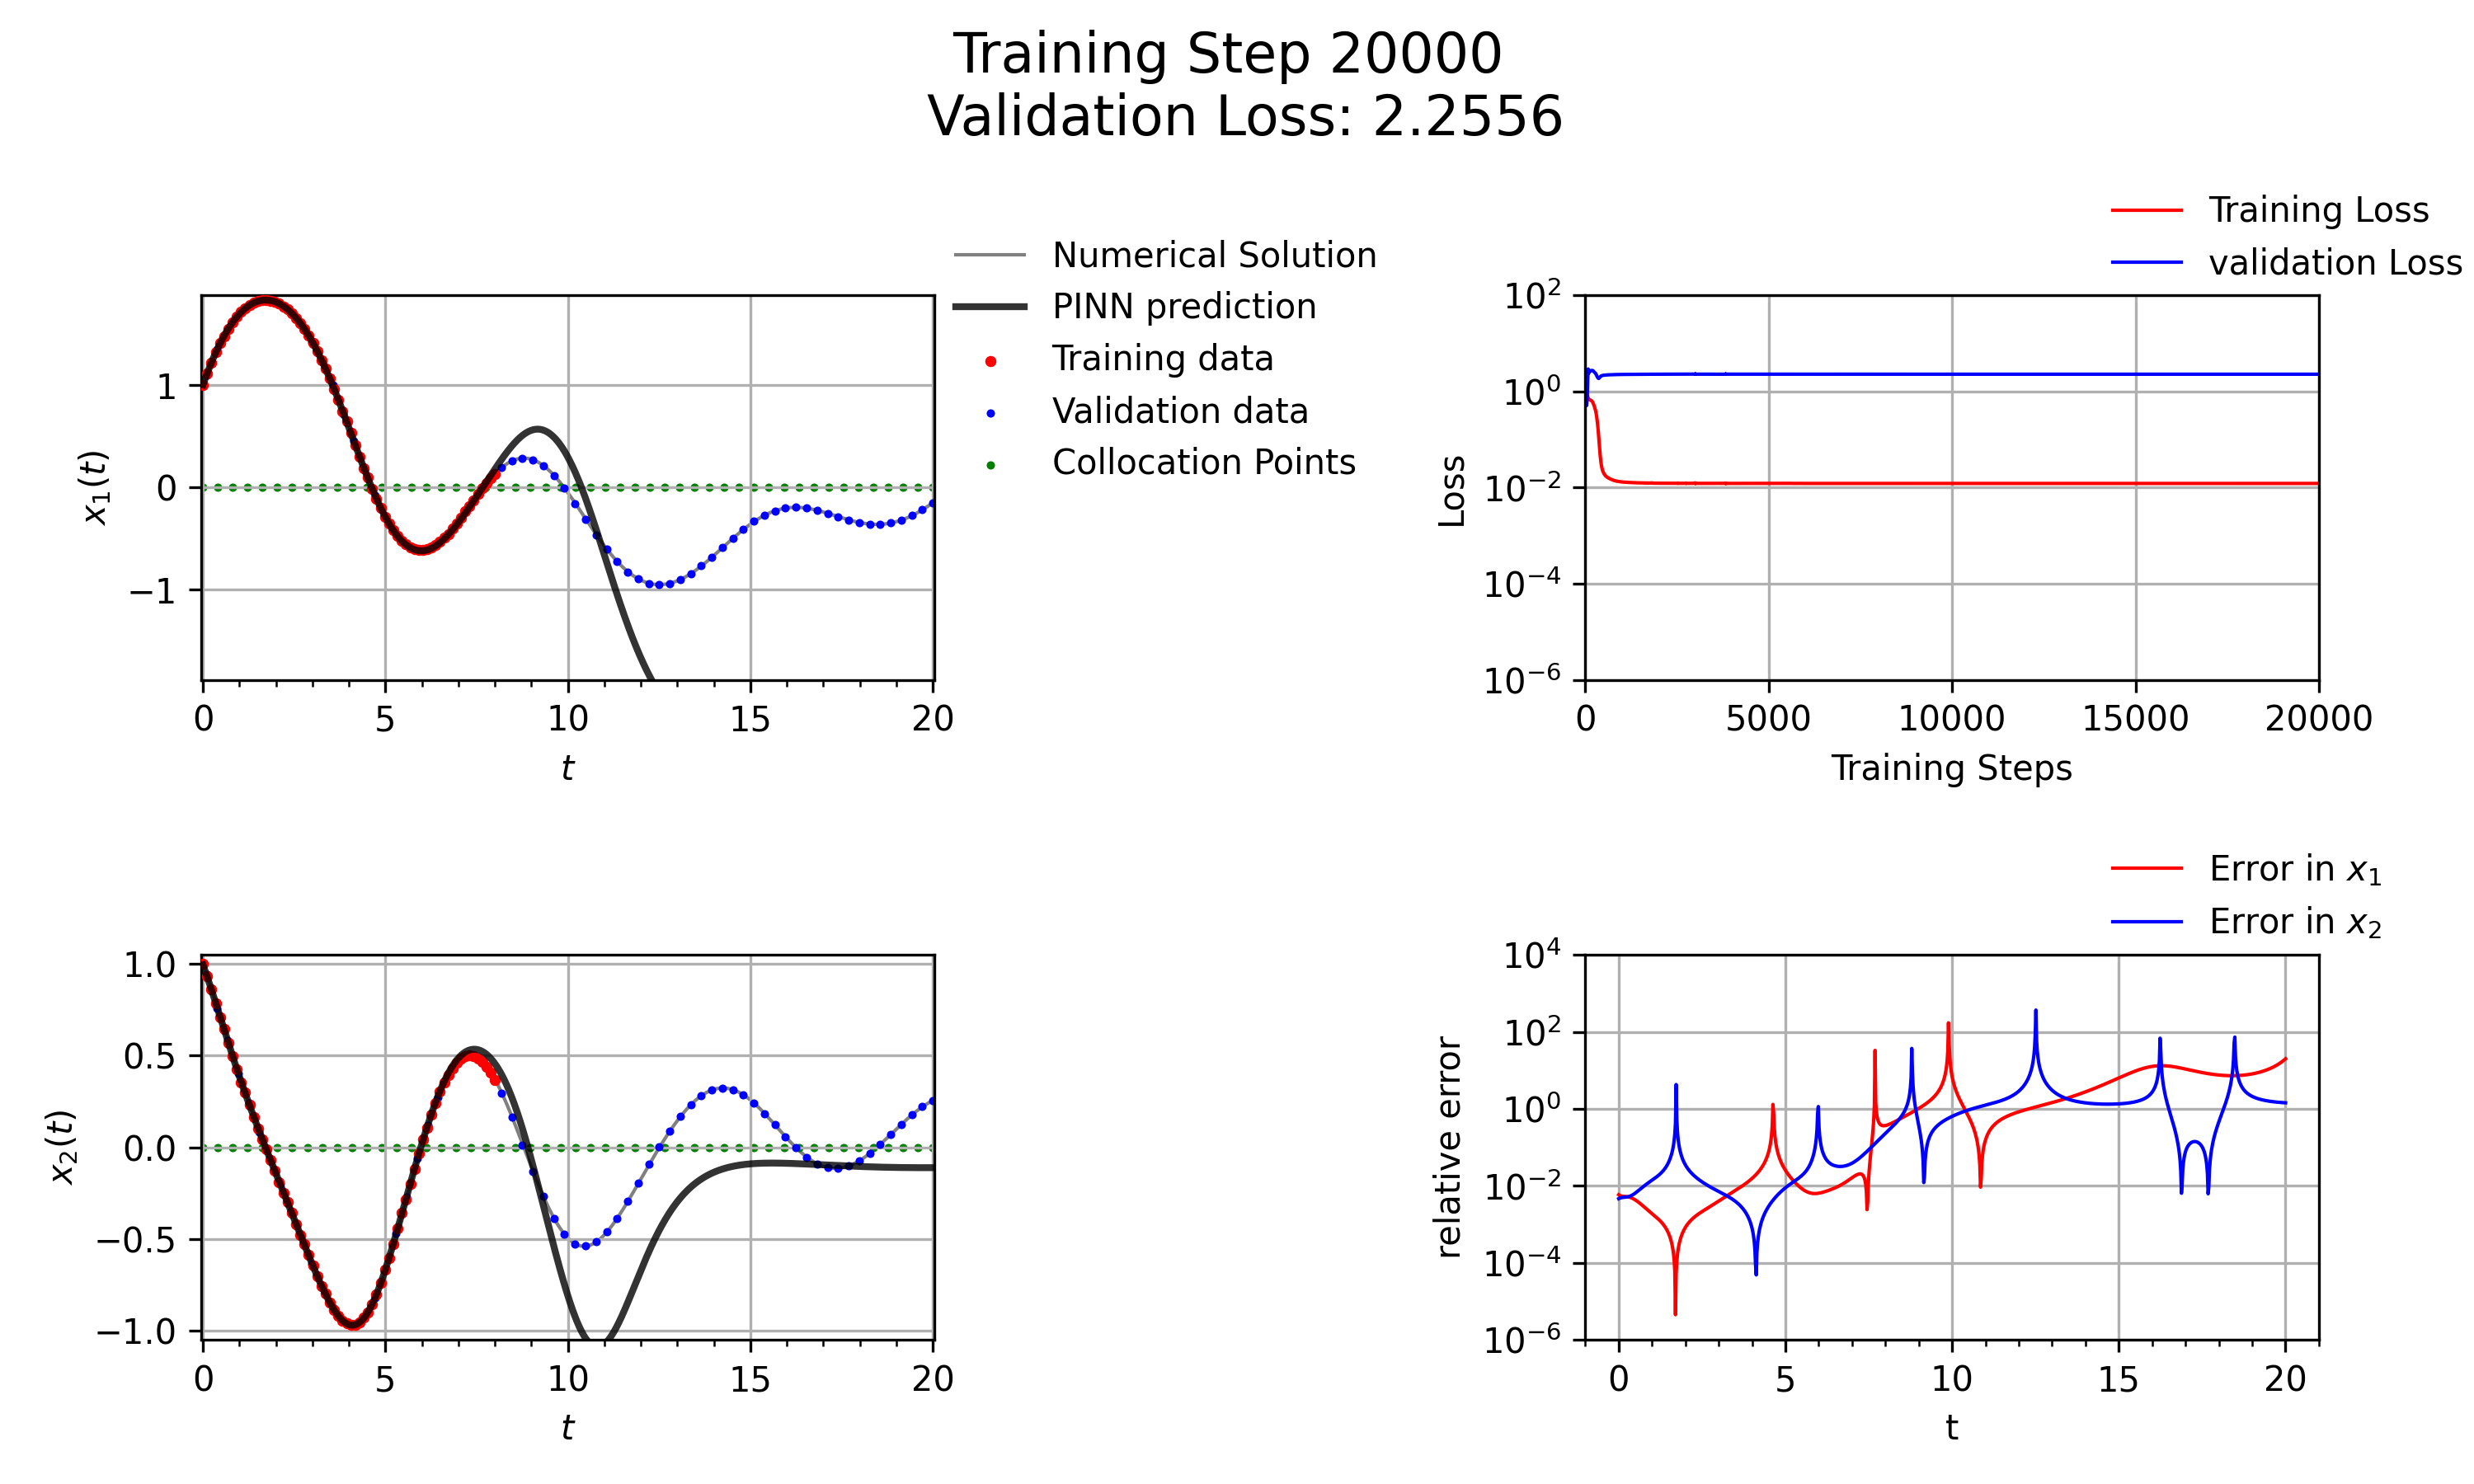 Training Step 20000
Validation Loss: 2.2556
Numerical Solution
PINN prediction
Training data
Validation data
Collocation Points
1
0
−1
x₁(t)
0 5 10 15 20
t
Training Loss
validation Loss
10²
10⁰
10⁻²
10⁻⁴
10⁻⁶
Loss
0 5000 10000 15000 20000
Training Steps
1.0
0.5
0.0
−0.5
−1.0
x₂(t)
0 5 10 15 20
t
Error in x₁
Error in x₂
10⁴
10²
10⁰
10⁻²
10⁻⁴
10⁻⁶
relative error
0 5 10 15 20
t